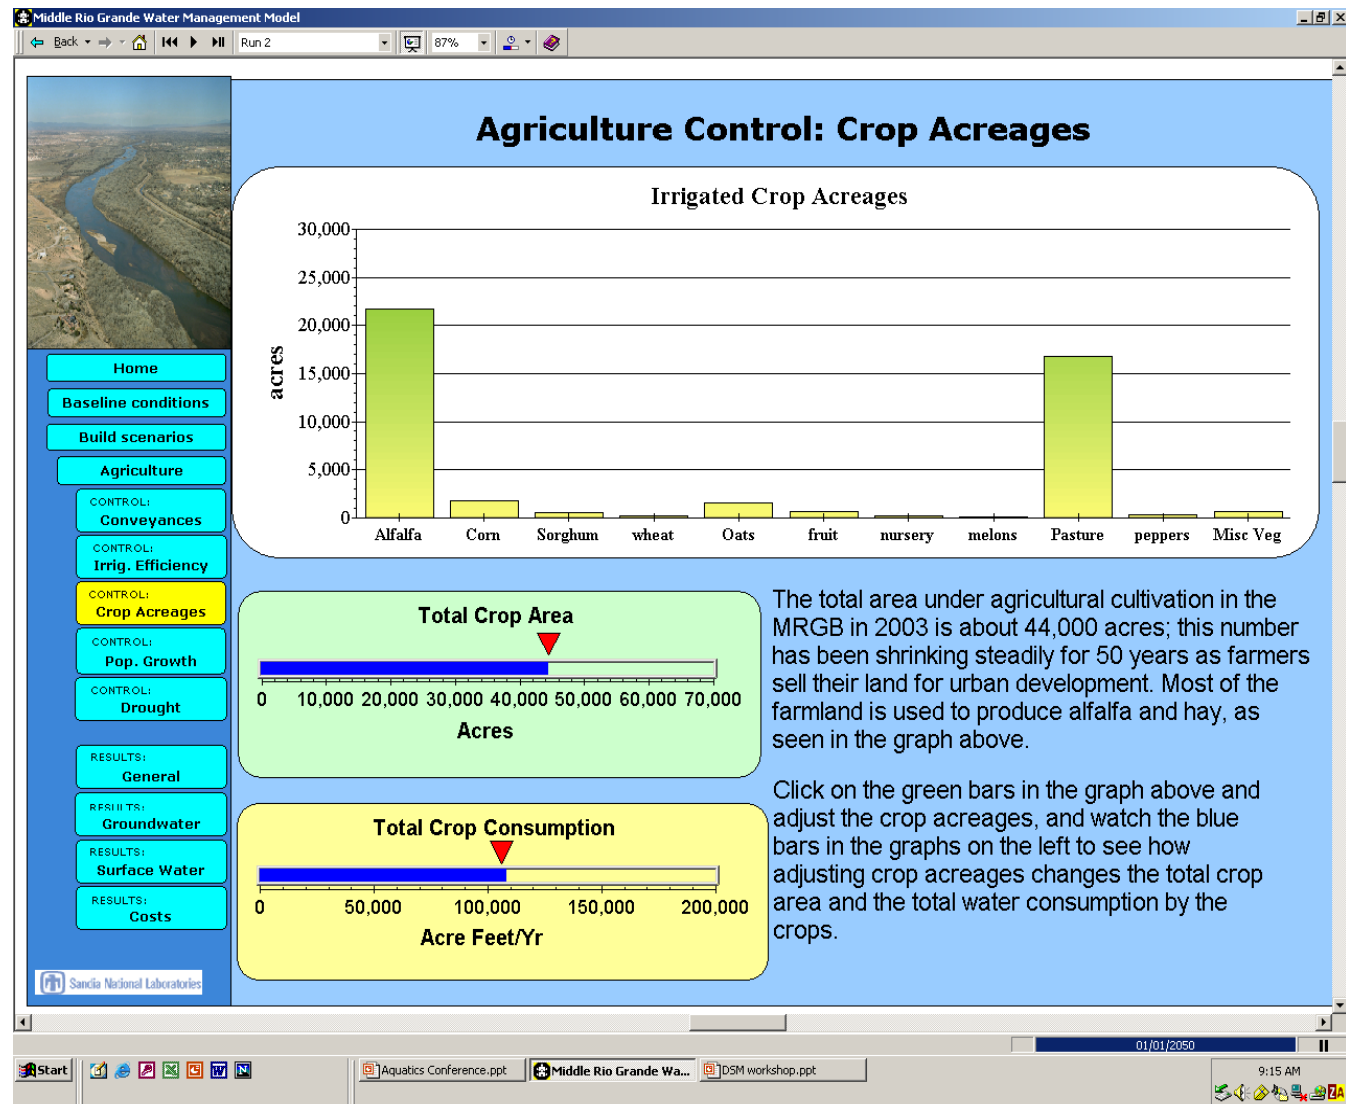 Middle Rio Grande Water Management Model
Back
Run 2
87%
Agriculture Control: Crop Acreages
Irrigated Crop Acreages
30,000
25,000
20,000
15,000
10,000
5,000
0
acres
Alfalfa Corn Sorghum wheat Oats fruit nursery melons Pasture peppers Misc Veg
Home
Baseline conditions
Build scenarios
Agriculture
CONTROL:
Conveyances
CONTROL:
Irrig. Efficiency
CONTROL:
Crop Acreages
CONTROL:
Pop. Growth
CONTROL:
Drought
RESULTS:
General
RESULTS:
Groundwater
RESULTS:
Surface Water
RESULTS:
Costs
Sandia National Laboratories
Total Crop Area
0 10,000 20,000 30,000 40,000 50,000 60,000 70,000
Acres
Total Crop Consumption
0 50,000 100,000 150,000 200,000
Acre Feet/Yr
The total area under agricultural cultivation in the
MRGB in 2003 is about 44,000 acres; this number
has been shrinking steadily for 50 years as farmers
sell their land for urban development. Most of the
farmland is used to produce alfalfa and hay, as
seen in the graph above.
Click on the green bars in the graph above and
adjust the crop acreages, and watch the blue
bars in the graphs on the left to see how
adjusting crop acreages changes the total crop
area and the total water consumption by the
crops.
01/01/2050
Start
Aquatics Conference.ppt
Middle Rio Grande Wa...
DSM workshop.ppt
9:15 AM
ZA